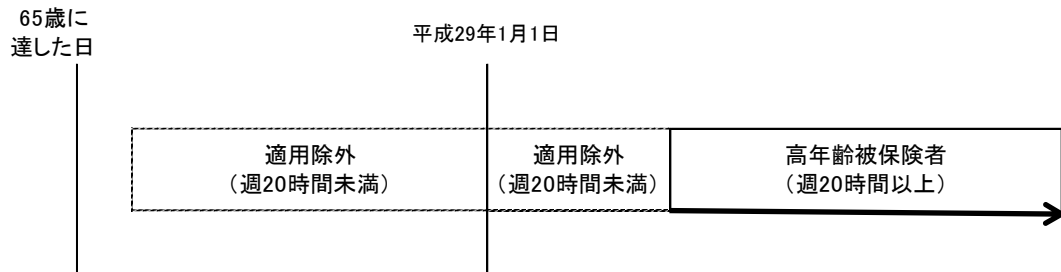 65歳に
達した日
平成29年1月1日
適用除外
（週20時間未満）
適用除外
（週20時間未満）
高年齢被保険者
（週20時間以上）